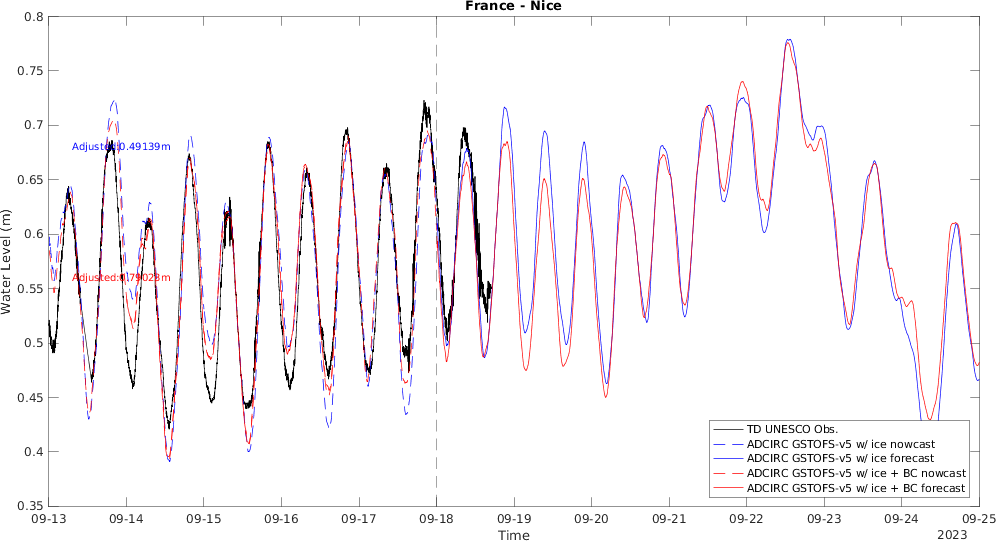 France - Nice
0.8
0.75
0.7
0.65
0.6
0.55
0.5
0.45
0.4
0.35
Water Level (m)
Adjusted:0.49139m
Adjusted:0.79023m
TD UNESCO Obs.
ADCIRC GSTOFS-v5 w/ ice nowcast
ADCIRC GSTOFS-v5 w/ ice forecast
ADCIRC GSTOFS-v5 w/ ice + BC nowcast
ADCIRC GSTOFS-v5 w/ ice + BC forecast
09-13 09-14 09-15 09-16 09-17 09-18 09-19 09-20 09-21 09-22 09-23 09-24 09-25
Time
2023